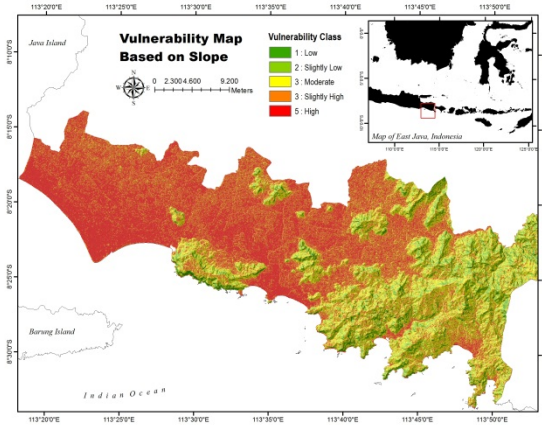 113°20'0"E 113°25'0"E 113°30'0"E 113°35'0"E 113°40'0"E 113°45'0"E 113°50'0"E
Java Island
Vulnerability Map
Based on Slope
N
W E
S
0 2.300 4.600 9.200
Meters
Vulnerability Class
1 : Low
2 : Slightly Low
3 : Moderate
3 : Slightly High
5 : High
Map of East Java, Indonesia
8°10'0"S
8°15'0"S
8°20'0"S
8°25'0"S
8°30'0"S
Barung Island
Indian Ocean
113°20'0"E 113°25'0"E 113°30'0"E 113°35'0"E 113°40'0"E 113°45'0"E 113°50'0"E